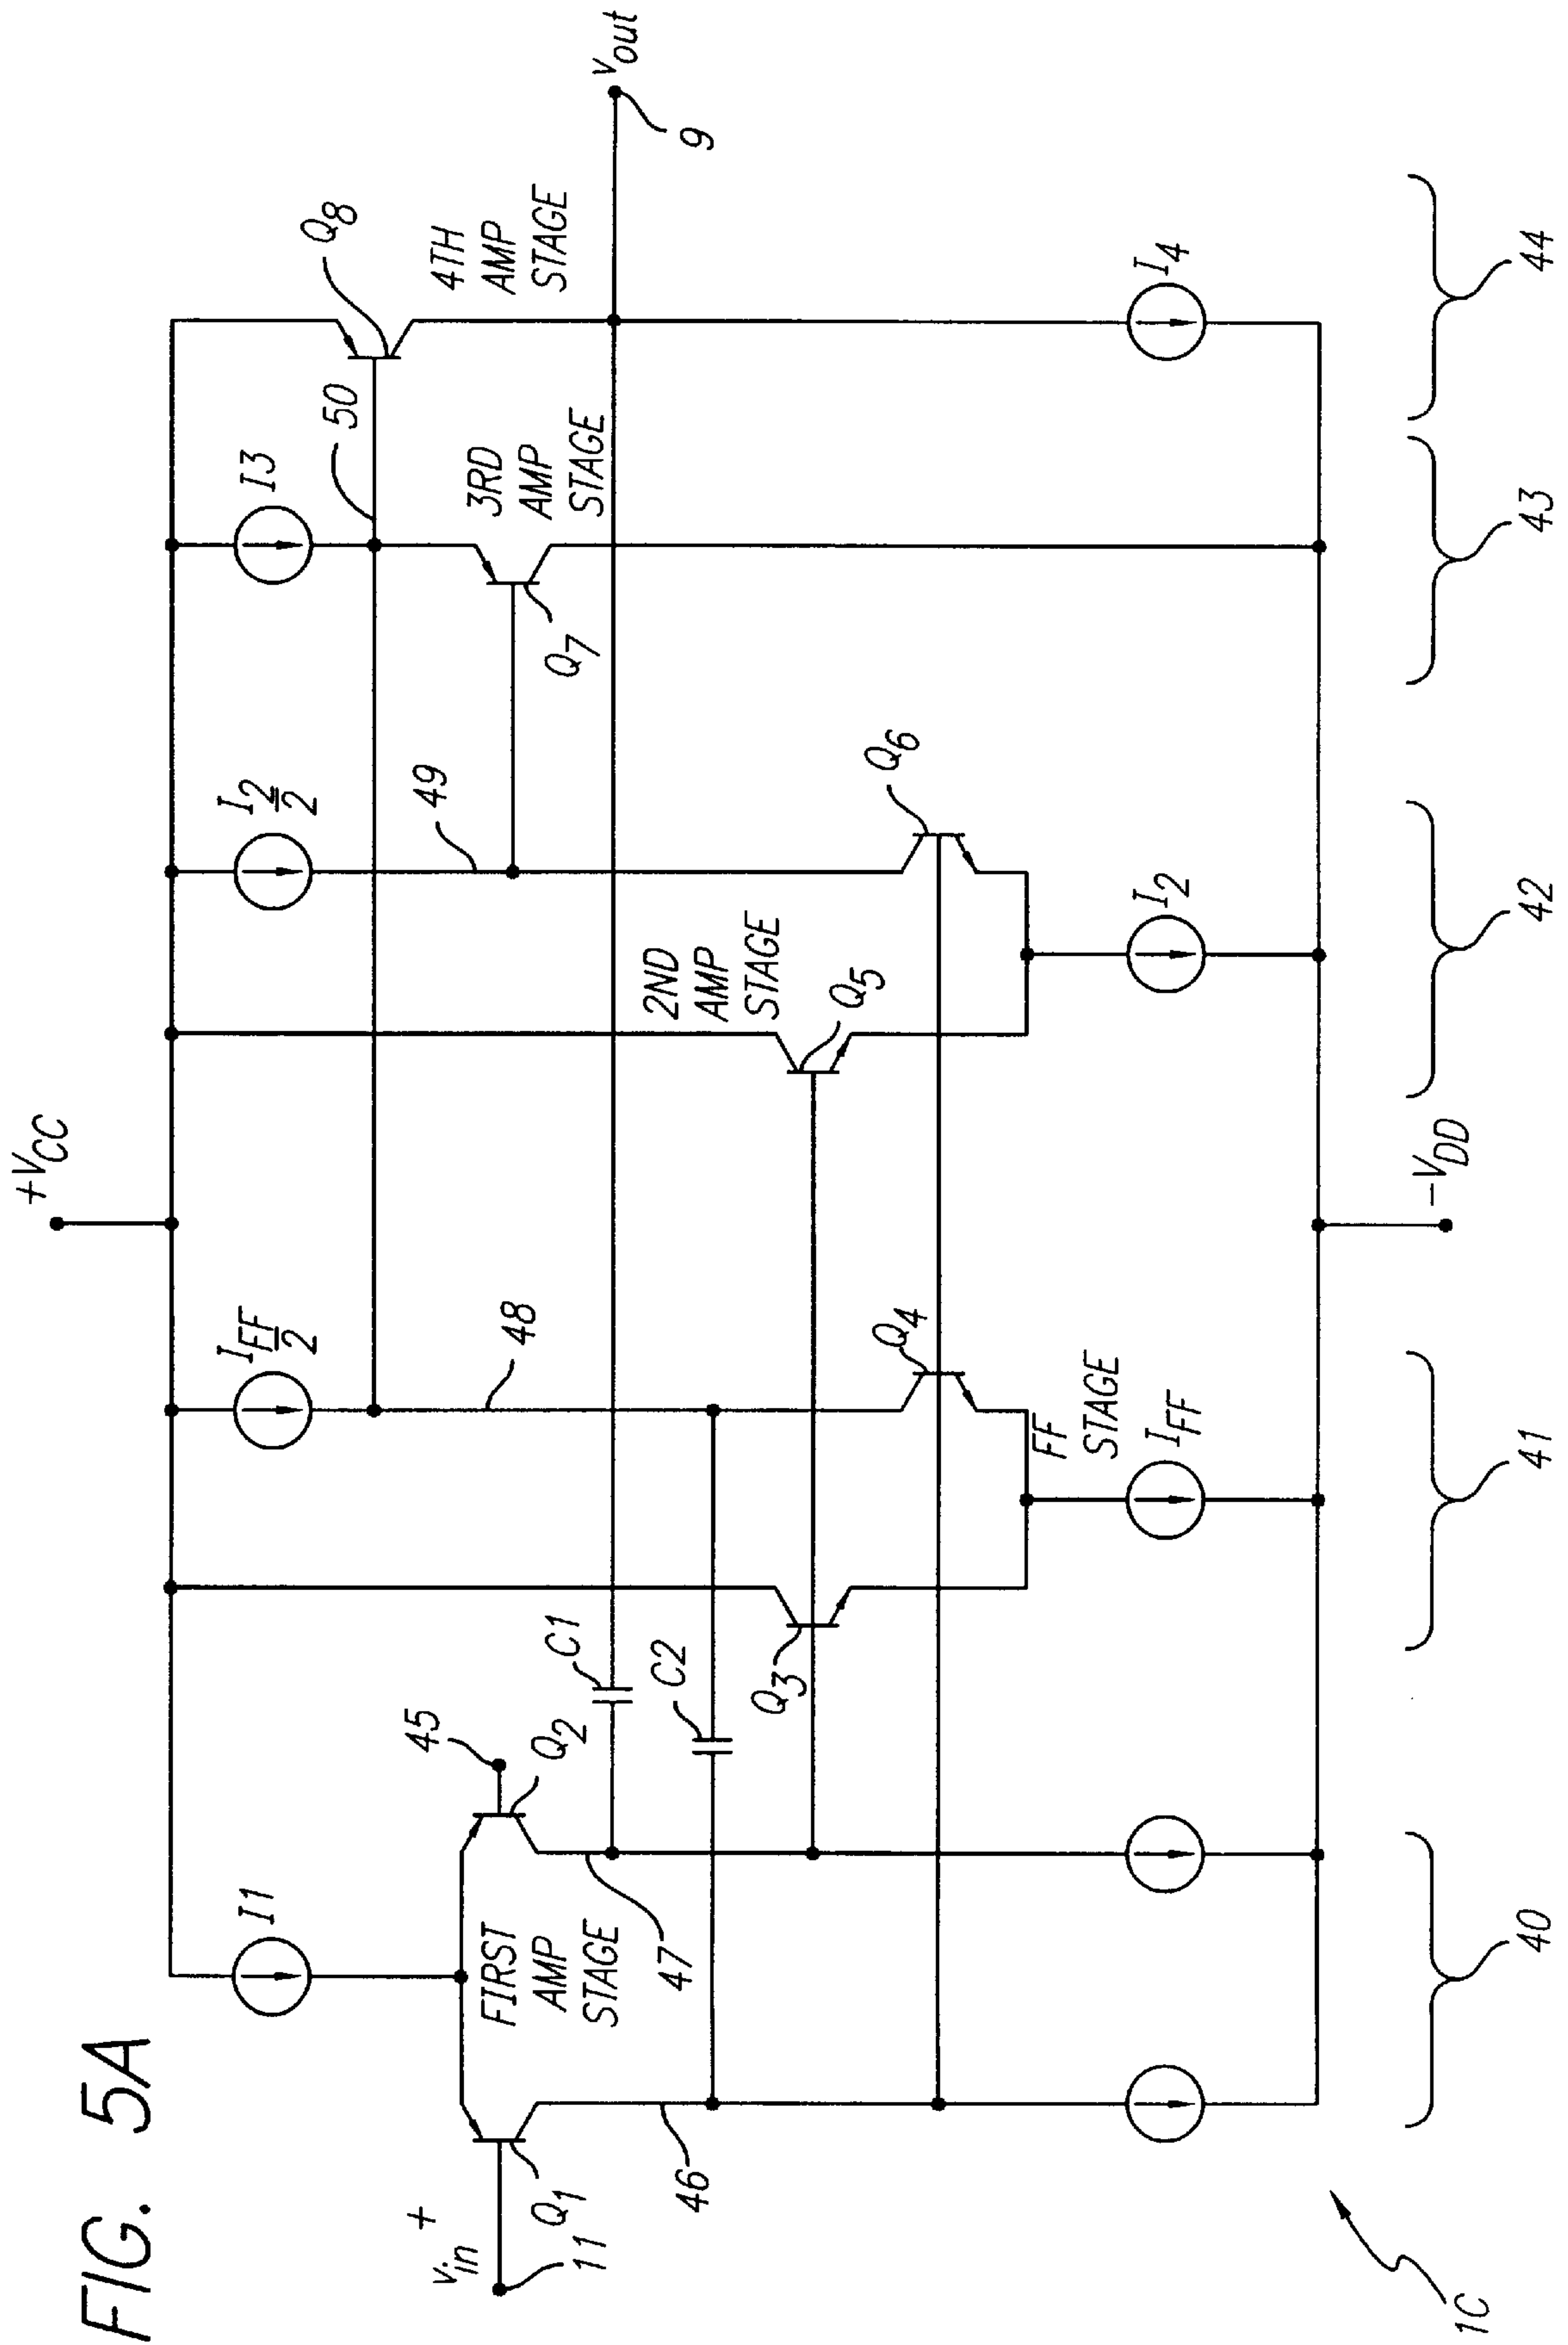 FIG. 5A
+VCC
-VDD
vin +
11
Q1
I1
FIRST
AMP
STAGE
45
Q2
46
47
C1
C2
Q3
IFF/2
48
Q4
FF
STAGE
IFF
2ND
AMP
STAGE
Q5
I2/2
49
Q6
I2
I3
50
3RD
AMP
STAGE
Q7
Q8
4TH
AMP
STAGE
I4
vout
9
40
41
42
43
44
1C